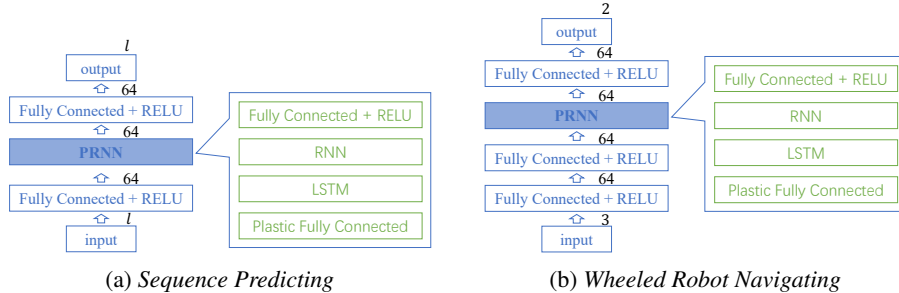 l
output
64
Fully Connected + RELU
64
PRNN
64
Fully Connected + RELU
l
input
Fully Connected + RELU
RNN
LSTM
Plastic Fully Connected
(a) Sequence Predicting
2
output
64
Fully Connected + RELU
64
PRNN
64
Fully Connected + RELU
64
Fully Connected + RELU
3
input
Fully Connected + RELU
RNN
LSTM
Plastic Fully Connected
(b) Wheeled Robot Navigating